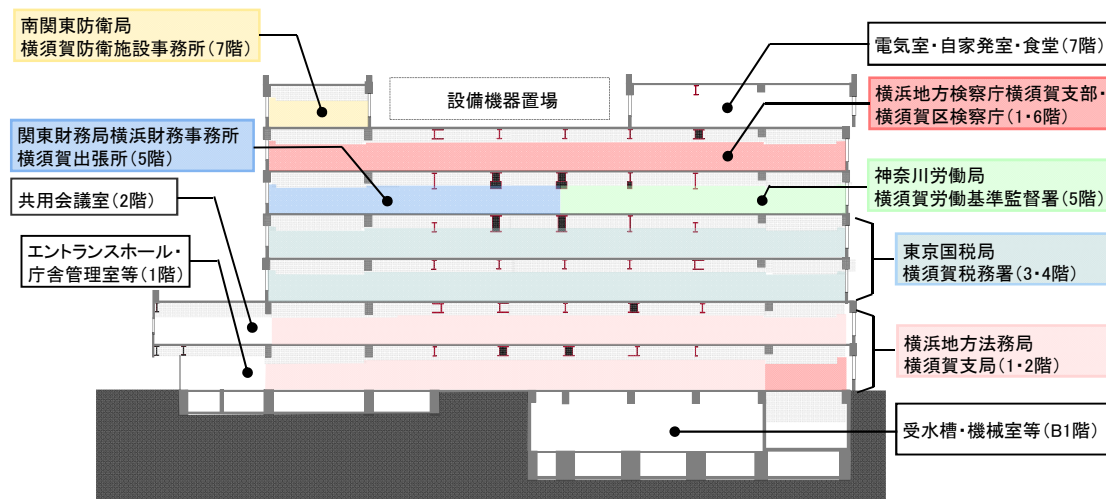 南関東防衛局
横須賀防衛施設事務所(7階)
設備機器置場
電気室・自家発室・食堂(7階)
横浜地方検察庁横須賀支部・
横須賀区検察庁(1・6階)
関東財務局横浜財務事務所
横須賀出張所(5階)
神奈川労働局
横須賀労働基準監督署(5階)
共用会議室(2階)
エントランスホール・
庁舎管理室等(1階)
東京国税局
横須賀税務署(3・4階)
横浜地方法務局
横須賀支局(1・2階)
受水槽・機械室等(B1階)